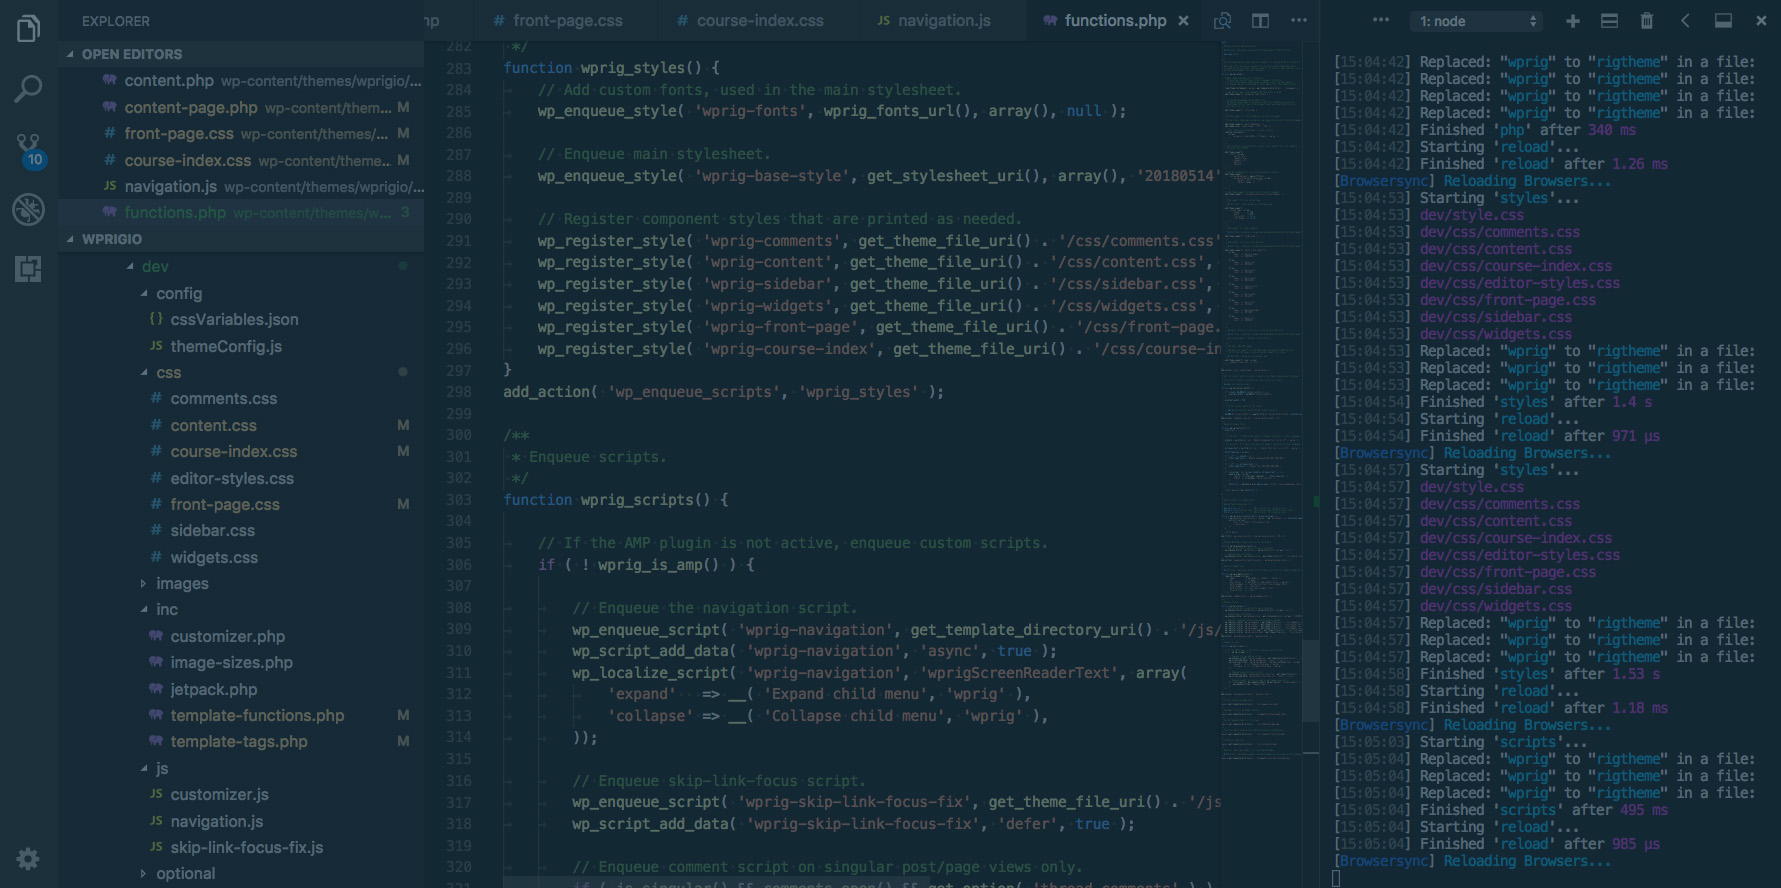 EXPLORER
OPEN EDITORS
content.php wp-content/themes/wprigio/...
content-page.php wp-content/them... M
# front-page.css wp-content/themes/... M
# course-index.css wp-content/theme... M
10
JS navigation.js wp-content/themes/wprigio/...
functions.php wp-content/themes/w... 3
WPRIGIO
dev
config
{} cssVariables.json
JS themeConfig.js
css
# comments.css
# content.css M
# course-index.css M
# editor-styles.css
# front-page.css M
# sidebar.css
# widgets.css
images
inc
customizer.php
image-sizes.php
jetpack.php
template-functions.php M
template-tags.php M
js
JS customizer.js
JS navigation.js
JS skip-link-focus-fix.js
optional
hp
# front-page.css
# course-index.css
JS navigation.js
functions.php ×
282 */
283 function wprig_styles() {
284 // Add custom fonts, used in the main stylesheet.
285 wp_enqueue_style( 'wprig-fonts', wprig_fonts_url(), array(), null );
286
287 // Enqueue main stylesheet.
288 wp_enqueue_style( 'wprig-base-style', get_stylesheet_uri(), array(), '20180514'
289
290 // Register component styles that are printed as needed.
291 wp_register_style( 'wprig-comments', get_theme_file_uri() . '/css/comments.css'
292 wp_register_style( 'wprig-content', get_theme_file_uri() . '/css/content.css',
293 wp_register_style( 'wprig-sidebar', get_theme_file_uri() . '/css/sidebar.css',
294 wp_register_style( 'wprig-widgets', get_theme_file_uri() . '/css/widgets.css',
295 wp_register_style( 'wprig-front-page', get_theme_file_uri() . '/css/front-page.
296 wp_register_style( 'wprig-course-index', get_theme_file_uri() . '/css/course-in
297 }
298 add_action( 'wp_enqueue_scripts', 'wprig_styles' );
299
300 /**
301 * Enqueue scripts.
302 */
303 function wprig_scripts() {
304
305 // If the AMP plugin is not active, enqueue custom scripts.
306 if ( ! wprig_is_amp() ) {
307
308 // Enqueue the navigation script.
309 wp_enqueue_script( 'wprig-navigation', get_template_directory_uri() . '/js/
310 wp_script_add_data( 'wprig-navigation', 'async', true );
311 wp_localize_script( 'wprig-navigation', 'wprigScreenReaderText', array(
312 'expand' => __( 'Expand child menu', 'wprig' ),
313 'collapse' => __( 'Collapse child menu', 'wprig' ),
314 ));
315
316 // Enqueue skip-link-focus script.
317 wp_enqueue_script( 'wprig-skip-link-focus-fix', get_theme_file_uri() . '/js
318 wp_script_add_data( 'wprig-skip-link-focus-fix', 'defer', true );
319
320 // Enqueue comment script on singular post/page views only.
321 if ( is_singular() && comments_open() && get_option( 'thread_comments' ) )
1: node
[15:04:42] Replaced: "wprig" to "rigtheme" in a file:
[15:04:42] Replaced: "wprig" to "rigtheme" in a file:
[15:04:42] Replaced: "wprig" to "rigtheme" in a file:
[15:04:42] Replaced: "wprig" to "rigtheme" in a file:
[15:04:42] Finished 'php' after 340 ms
[15:04:42] Starting 'reload'...
[15:04:42] Finished 'reload' after 1.26 ms
[Browsersync] Reloading Browsers...
[15:04:53] Starting 'styles'...
[15:04:53] dev/style.css
[15:04:53] dev/css/comments.css
[15:04:53] dev/css/content.css
[15:04:53] dev/css/course-index.css
[15:04:53] dev/css/editor-styles.css
[15:04:53] dev/css/front-page.css
[15:04:53] dev/css/sidebar.css
[15:04:53] dev/css/widgets.css
[15:04:53] Replaced: "wprig" to "rigtheme" in a file:
[15:04:53] Replaced: "wprig" to "rigtheme" in a file:
[15:04:53] Replaced: "wprig" to "rigtheme" in a file:
[15:04:54] Finished 'styles' after 1.4 s
[15:04:54] Starting 'reload'...
[15:04:54] Finished 'reload' after 971 μs
[Browsersync] Reloading Browsers...
[15:04:57] Starting 'styles'...
[15:04:57] dev/style.css
[15:04:57] dev/css/comments.css
[15:04:57] dev/css/content.css
[15:04:57] dev/css/course-index.css
[15:04:57] dev/css/editor-styles.css
[15:04:57] dev/css/front-page.css
[15:04:57] dev/css/sidebar.css
[15:04:57] dev/css/widgets.css
[15:04:57] Replaced: "wprig" to "rigtheme" in a file:
[15:04:57] Replaced: "wprig" to "rigtheme" in a file:
[15:04:57] Replaced: "wprig" to "rigtheme" in a file:
[15:04:58] Finished 'styles' after 1.53 s
[15:04:58] Starting 'reload'...
[15:04:58] Finished 'reload' after 1.18 ms
[Browsersync] Reloading Browsers...
[15:05:03] Starting 'scripts'...
[15:05:04] Replaced: "wprig" to "rigtheme" in a file:
[15:05:04] Replaced: "wprig" to "rigtheme" in a file:
[15:05:04] Replaced: "wprig" to "rigtheme" in a file:
[15:05:04] Finished 'scripts' after 495 ms
[15:05:04] Starting 'reload'...
[15:05:04] Finished 'reload' after 985 μs
[Browsersync] Reloading Browsers...